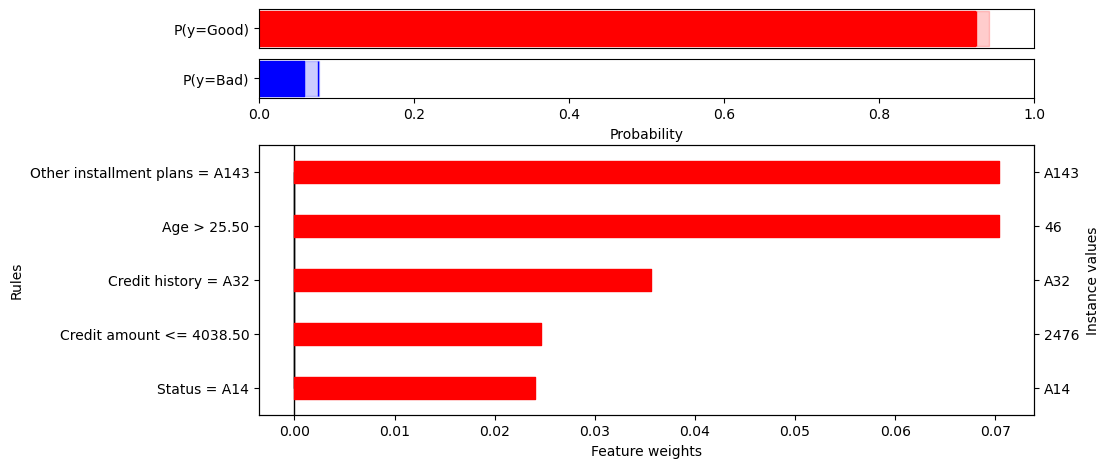 P(y=Good)
P(y=Bad)
0.0 0.2 0.4 0.6 0.8 1.0
Probability
Other installment plans = A143 A143
Age > 25.50 46
Credit history = A32 A32
Credit amount <= 4038.50 2476
Status = A14 A14
Rules
Instance values
0.00 0.01 0.02 0.03 0.04 0.05 0.06 0.07
Feature weights